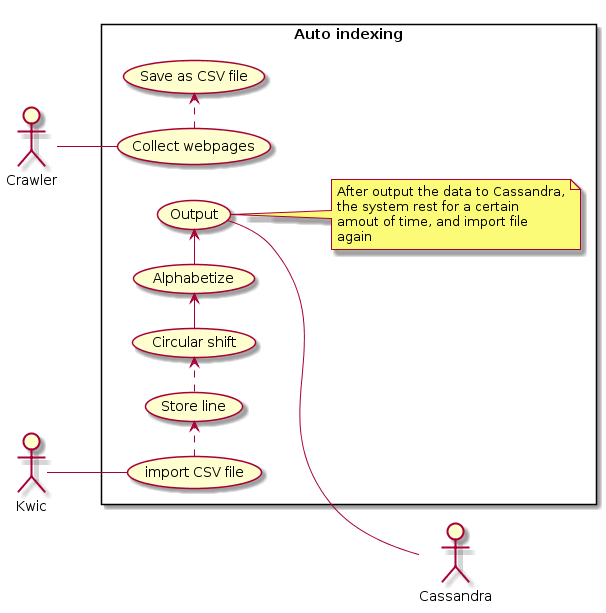 Auto indexing
Save as CSV file
Collect webpages
Crawler
After output the data to Cassandra,
the system rest for a certain
amout of time, and import file
again
Output
Alphabetize
Circular shift
Store line
import CSV file
Kwic
Cassandra